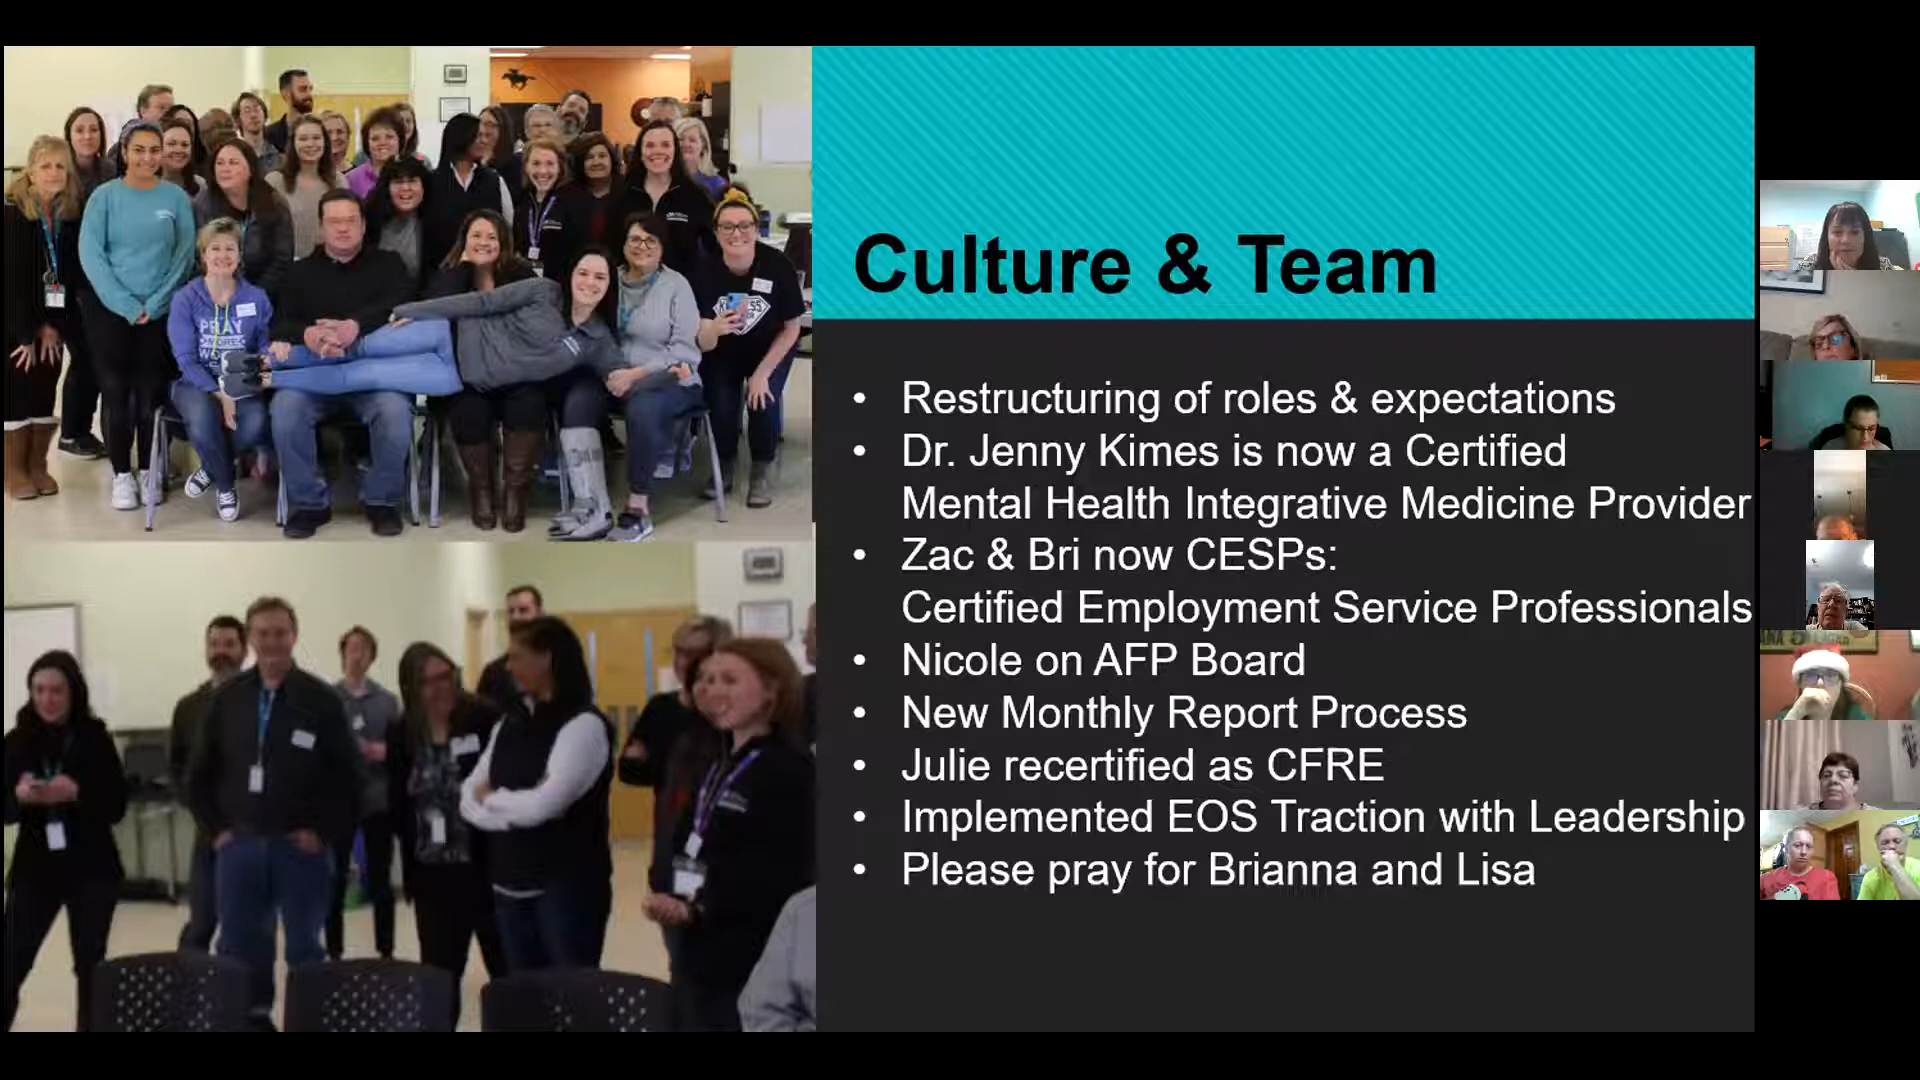 Culture & Team
• Restructuring of roles & expectations
• Dr. Jenny Kimes is now a Certified
Mental Health Integrative Medicine Provider
• Zac & Bri now CESPs:
Certified Employment Service Professionals
• Nicole on AFP Board
• New Monthly Report Process
• Julie recertified as CFRE
• Implemented EOS Traction with Leadership
• Please pray for Brianna and Lisa
PRAY
MORE